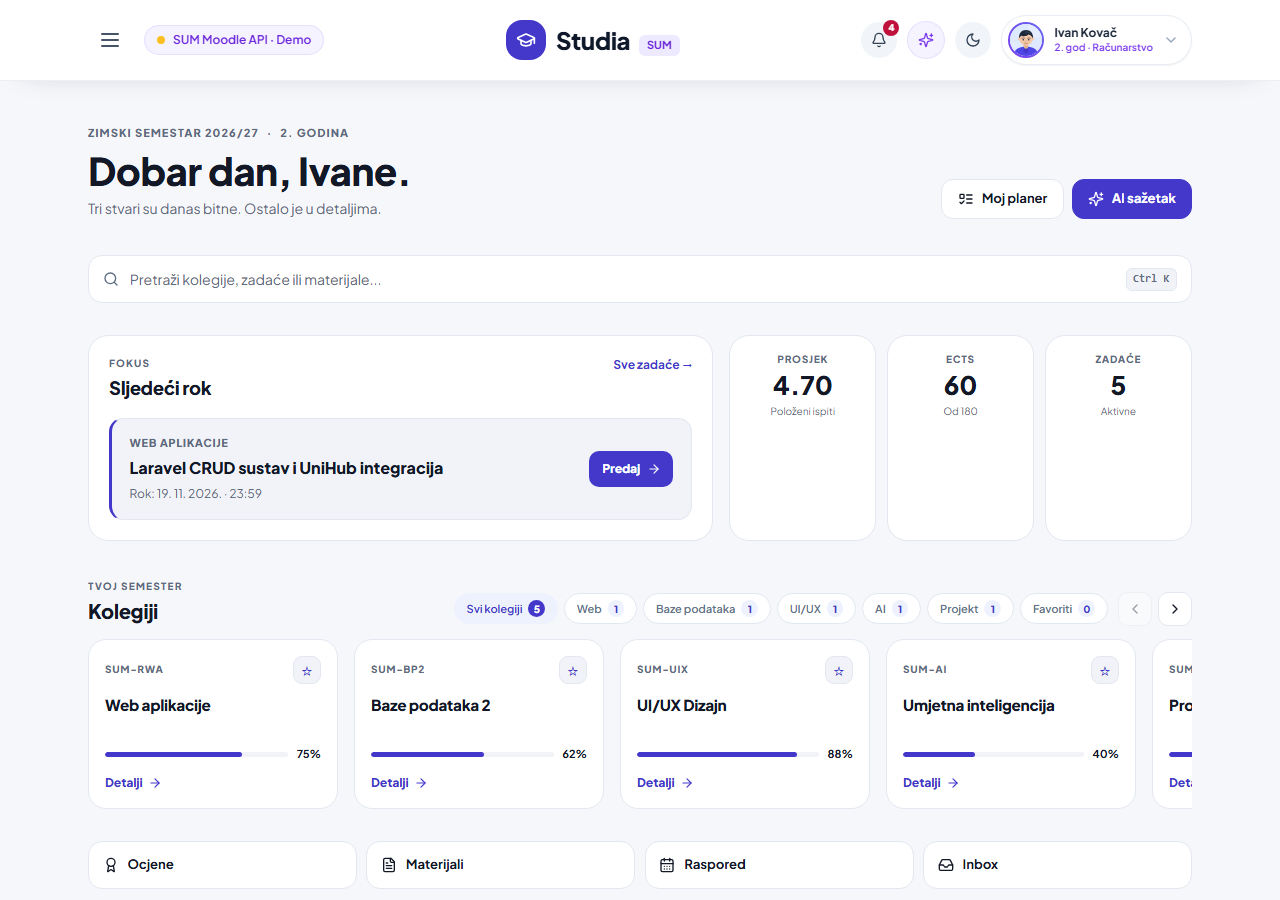 SUM Moodle API · Demo
Studia SUM
4
Ivan Kovač
2. god · Računarstvo
ZIMSKI SEMESTAR 2026/27 · 2. GODINA
Dobar dan, Ivane.
Tri stvari su danas bitne. Ostalo je u detaljima.
Moj planer
AI sažetak
Pretraži kolegije, zadaće ili materijale...
Ctrl K
FOKUS
Sve zadaće →
Sljedeći rok
WEB APLIKACIJE
Laravel CRUD sustav i UniHub integracija
Rok: 19. 11. 2026. · 23:59
Predaj →
PROSJEK
4.70
Položeni ispiti
ECTS
60
Od 180
ZADAĆE
5
Aktivne
TVOJ SEMESTER
Kolegiji
Svi kolegiji 5
Web 1
Baze podataka 1
UI/UX 1
AI 1
Projekt 1
Favoriti 0
SUM-RWA
Web aplikacije
75%
Detalji →
SUM-BP2
Baze podataka 2
62%
Detalji →
SUM-UIX
UI/UX Dizajn
88%
Detalji →
SUM-AI
Umjetna inteligencija
40%
Detalji →
SUM
Pro
Deta
Ocjene
Materijali
Raspored
Inbox